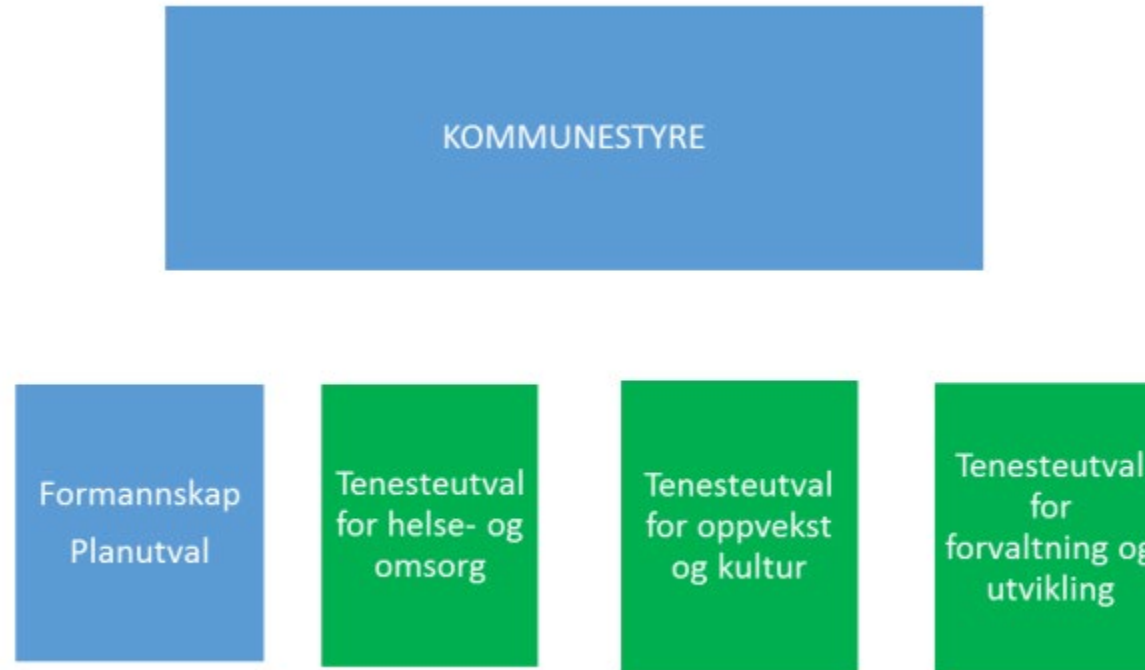 KOMMUNESTYRE
Formannskap
Planutval
Tenesteutval
for helse- og
omsorg
Tenesteutval
for oppvekst
og kultur
Tenesteutval
for
forvaltning og
utvikling